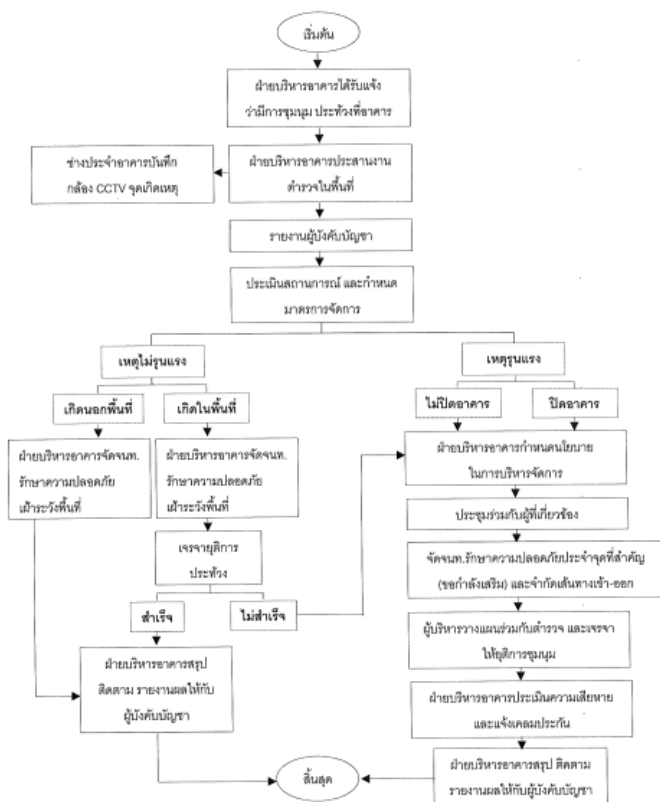 เริ่มต้น
ฝ่ายบริหารอาคารได้รับแจ้ง
ว่ามีการชุมนุม ประท้วงที่อาคาร
ช่างประจำอาคารบันทึก
กล้อง CCTV จุดเกิดเหตุ
ฝ่ายบริหารอาคารประสานงาน
ตำรวจในพื้นที่
รายงานผู้บังคับบัญชา
ประเมินสถานการณ์ และกำหนด
มาตรการจัดการ
เหตุไม่รุนแรง
เหตุรุนแรง
เกิดนอกพื้นที่
เกิดในพื้นที่
ไม่ปิดอาคาร
ปิดอาคาร
ฝ่ายบริหารอาคารจัดจนท.
รักษาความปลอดภัย
เฝ้าระวังพื้นที่
ฝ่ายบริหารอาคารจัดจนท.
รักษาความปลอดภัย
เฝ้าระวังพื้นที่
ฝ่ายบริหารอาคารกำหนดนโยบาย
ในการบริหารจัดการ
ประชุมร่วมกับผู้ที่เกี่ยวข้อง
เจรจายุติการ
ประท้วง
จัดจนท.รักษาความปลอดภัยประจำจุดที่สำคัญ
(ขอกำลังเสริม) และจำกัดเส้นทางเข้า-ออก
สำเร็จ
ไม่สำเร็จ
ผู้บริหารวางแผนร่วมกับตำรวจ และเจรจา
ให้ยุติการชุมนุม
ฝ่ายบริหารอาคารสรุป
ติดตาม รายงานผลให้กับ
ผู้บังคับบัญชา
ฝ่ายบริหารอาคารประเมินความเสียหาย
และแจ้งเคลมประกัน
สิ้นสุด
ฝ่ายบริหารอาคารสรุป ติดตาม
รายงานผลให้กับผู้บังคับบัญชา